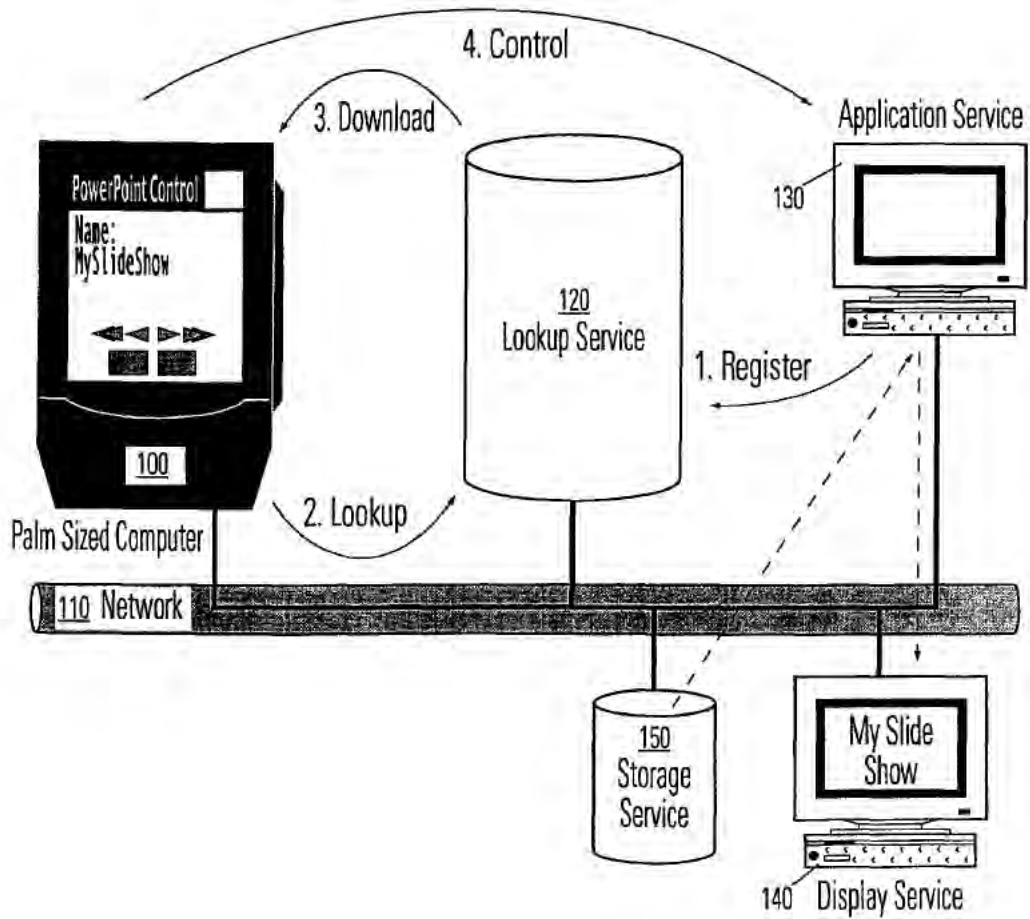 4. Control
3. Download
Application Service
130
PowerPoint Control
Name:
MySlideShow
120
Lookup Service
1. Register
100
2. Lookup
Palm Sized Computer
110 Network
150
Storage
Service
My Slide
Show
140
Display Service